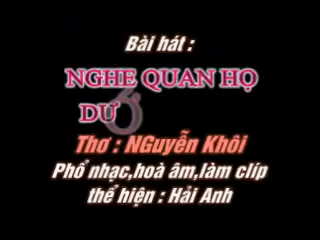 Bài hát :
NGHE QUAN HỌ
DƯ
Thơ : NGuyễn Khôi
Phổ nhạc,hoà âm,làm clíp
thể hiện : Hải Anh